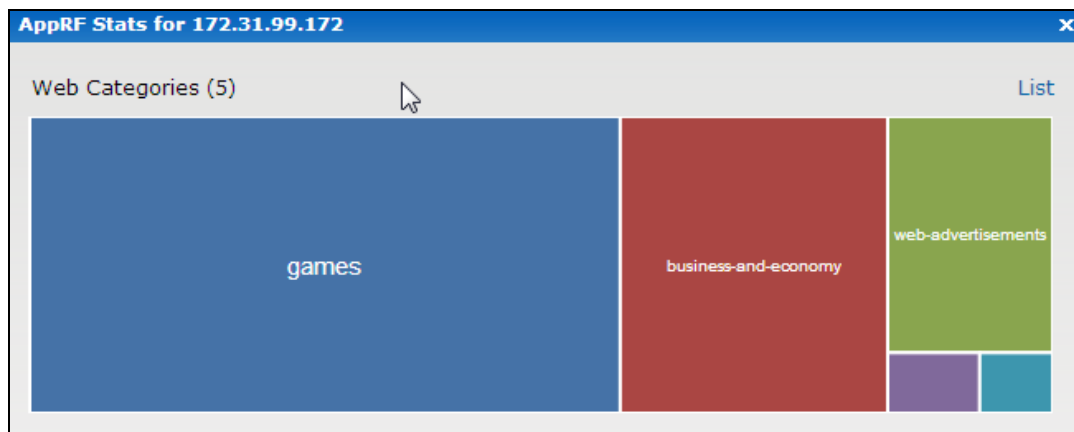 AppRF Stats for 172.31.99.172 x
Web Categories (5) List
games
business-and-economy
web-advertisements